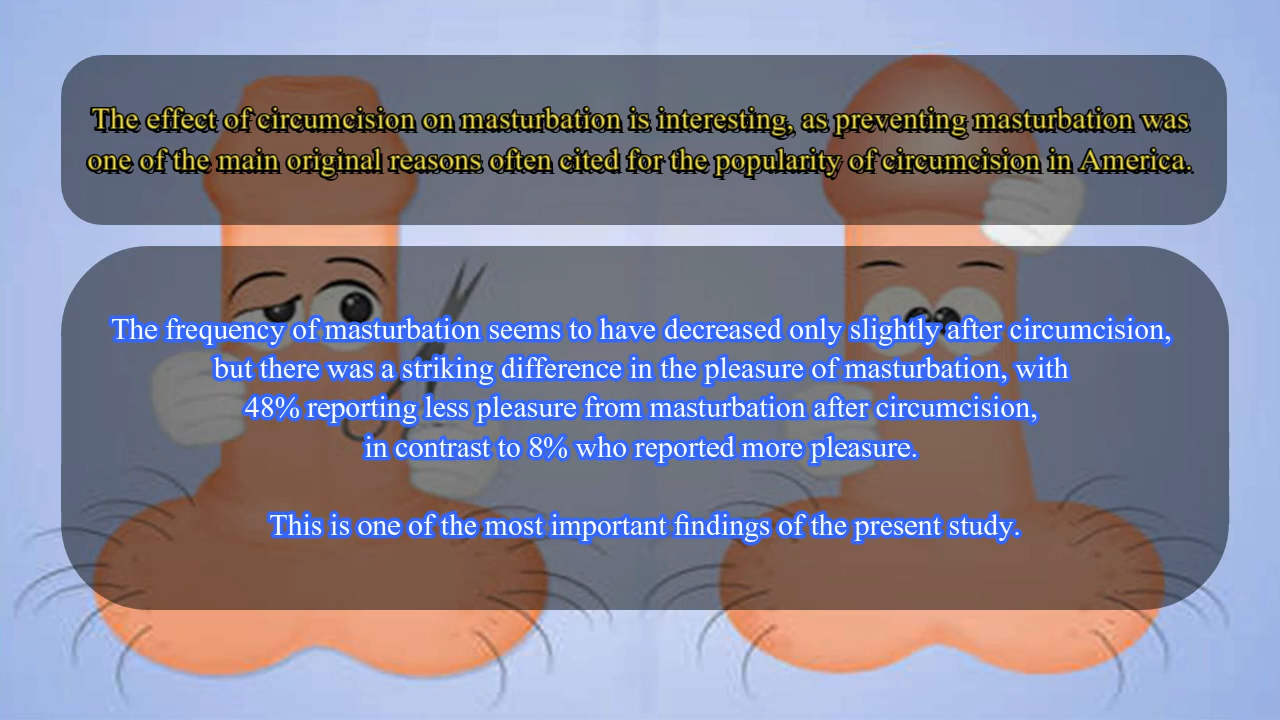 The effect of circumcision on masturbation is interesting, as preventing masturbation was
one of the main original reasons often cited for the popularity of circumcision in America.
The frequency of masturbation seems to have decreased only slightly after circumcision,
but there was a striking difference in the pleasure of masturbation, with
48% reporting less pleasure from masturbation after circumcision,
in contrast to 8% who reported more pleasure.
This is one of the most important findings of the present study.